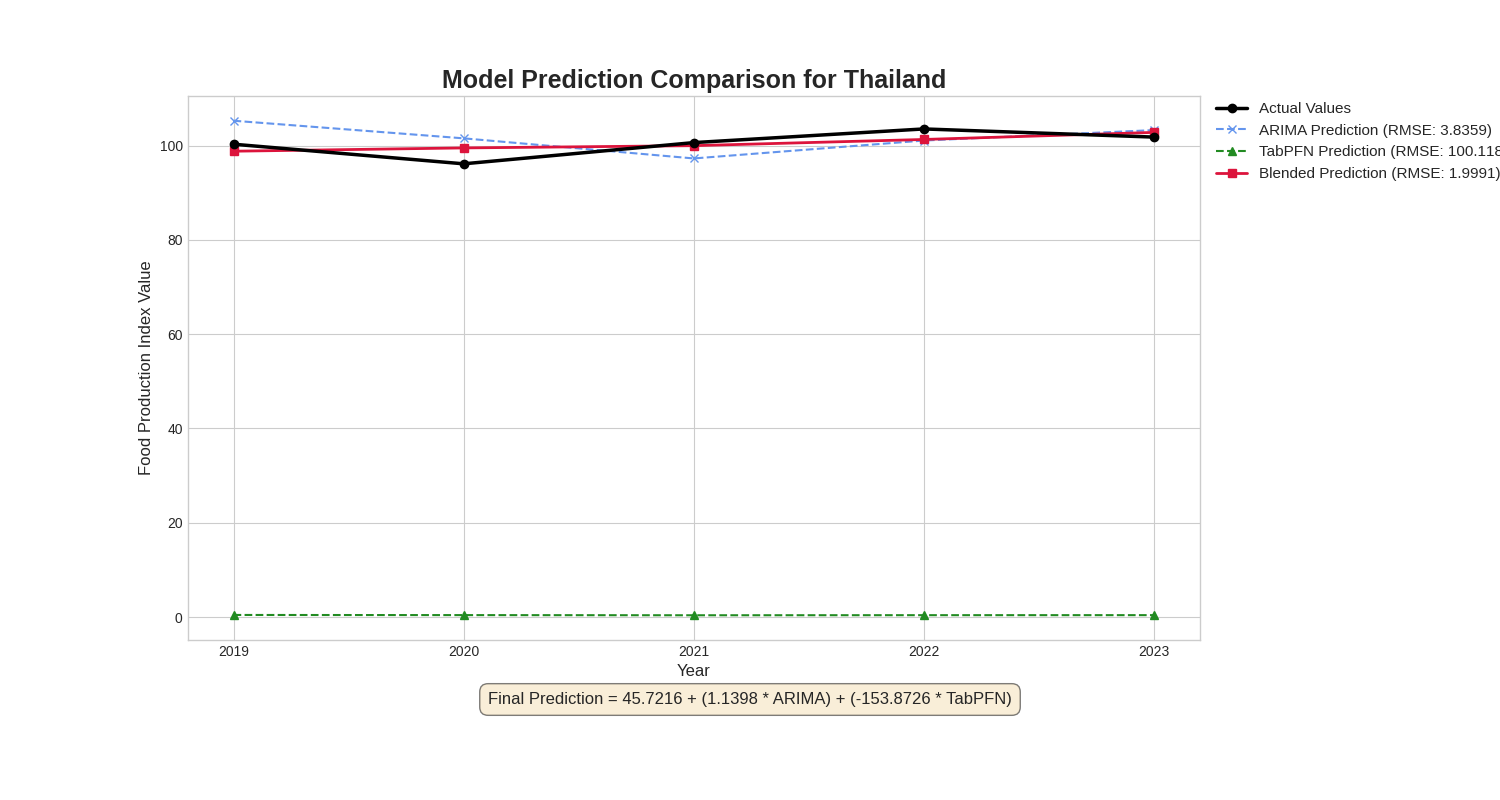 Model Prediction Comparison for Thailand
Actual Values
ARIMA Prediction (RMSE: 3.8359)
TabPFN Prediction (RMSE: 100.118
Blended Prediction (RMSE: 1.9991)
Food Production Index Value
100
80
60
40
20
0
2019 2020 2021 2022 2023
Year
Final Prediction = 45.7216 + (1.1398 * ARIMA) + (-153.8726 * TabPFN)